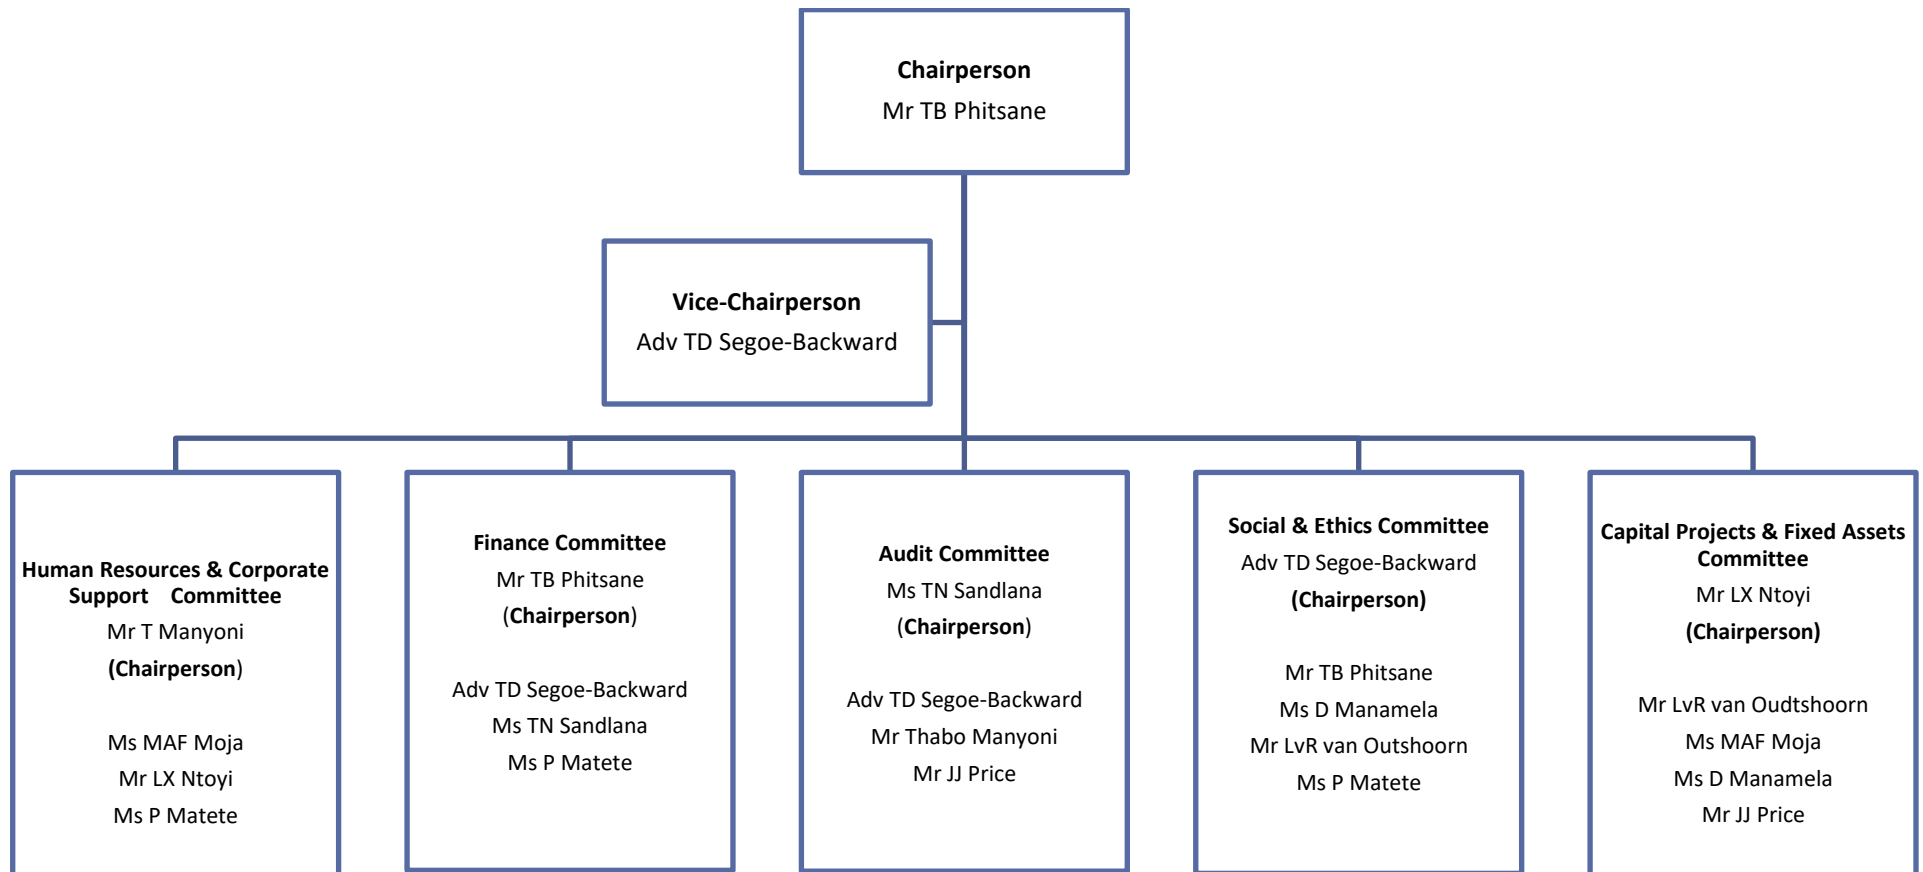 Chairperson
Mr TB Phitsane
Vice-Chairperson
Adv TD Segoe-Backward
Human Resources & Corporate
Support Committee
Mr T Manyoni
(Chairperson)
Ms MAF Moja
Mr LX Ntoyi
Ms P Matete
Finance Committee
Mr TB Phitsane
(Chairperson)
Adv TD Segoe-Backward
Ms TN Sandlana
Ms P Matete
Audit Committee
Ms TN Sandlana
(Chairperson)
Adv TD Segoe-Backward
Mr Thabo Manyoni
Mr JJ Price
Social & Ethics Committee
Adv TD Segoe-Backward
(Chairperson)
Mr TB Phitsane
Ms D Manamela
Mr LvR van Outshoorn
Ms P Matete
Capital Projects & Fixed Assets
Committee
Mr LX Ntoyi
(Chairperson)
Mr LvR van Oudtshoorn
Ms MAF Moja
Ms D Manamela
Mr JJ Price